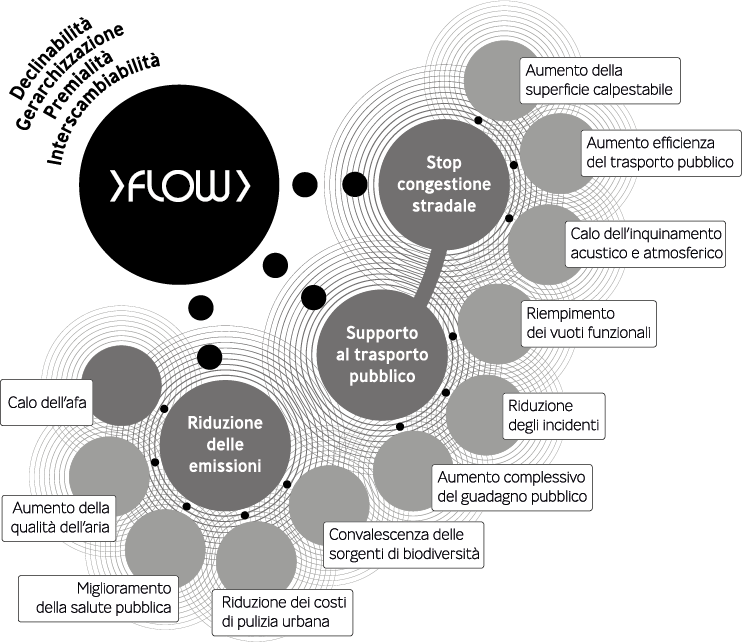 Declinabilità
Gerarchizzazione
Premialità
Interscambiabilità
>FLOW>
Stop
congestione
stradale
Aumento della
superficie calpestabile
Aumento efficienza
del trasporto pubblico
Calo dell'inquinamento
acustico e atmosferico
Supporto
al trasporto
pubblico
Riempimento
dei vuoti funzionali
Riduzione
degli incidenti
Aumento complessivo
del guadagno pubblico
Riduzione
delle
emissioni
Calo dell'afa
Aumento della
qualità dell'aria
Miglioramento
della salute pubblica
Riduzione dei costi
di pulizia urbana
Convalescenza delle
sorgenti di biodiversità